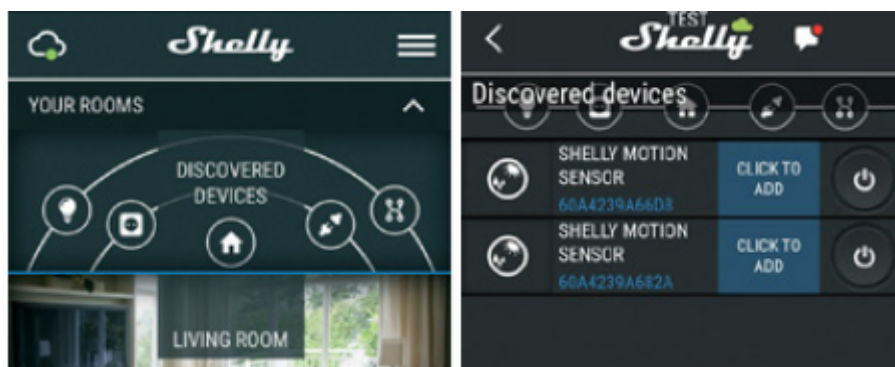 Shelly
YOUR ROOMS
DISCOVERED
DEVICES
LIVING ROOM
TEST
Shelly
Discovered devices
SHELLY MOTION
SENSOR
60A4239A66D8
CLICK TO
ADD
SHELLY MOTION
SENSOR
60A4239A682A
CLICK TO
ADD